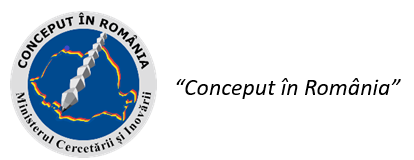 CONCEPUT ÎN ROMÂNIA
Ministerul Cercetării și Inovării
“Conceput în România”